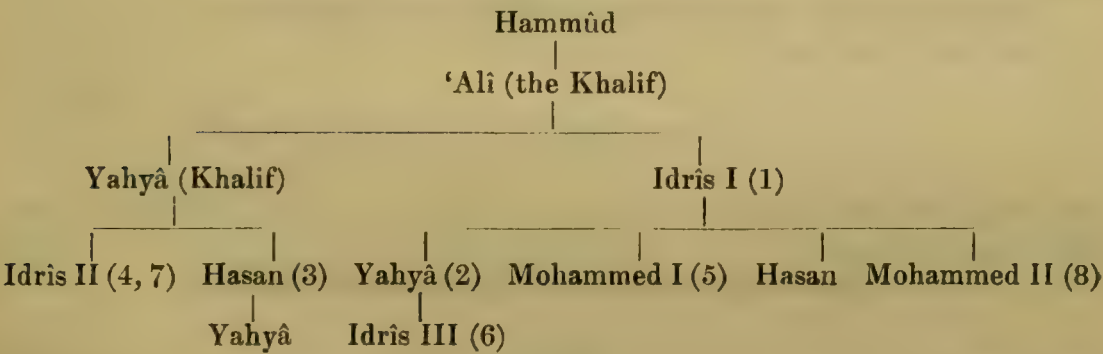 Hammûd
‘Alî (the Khalif)
Yahyâ (Khalif) Idrîs I (1)
Idrîs II (4, 7) Hasan (3) Yahyâ (2) Mohammed I (5) Hasan Mohammed II (8)
Yahyâ Idrîs III (6)